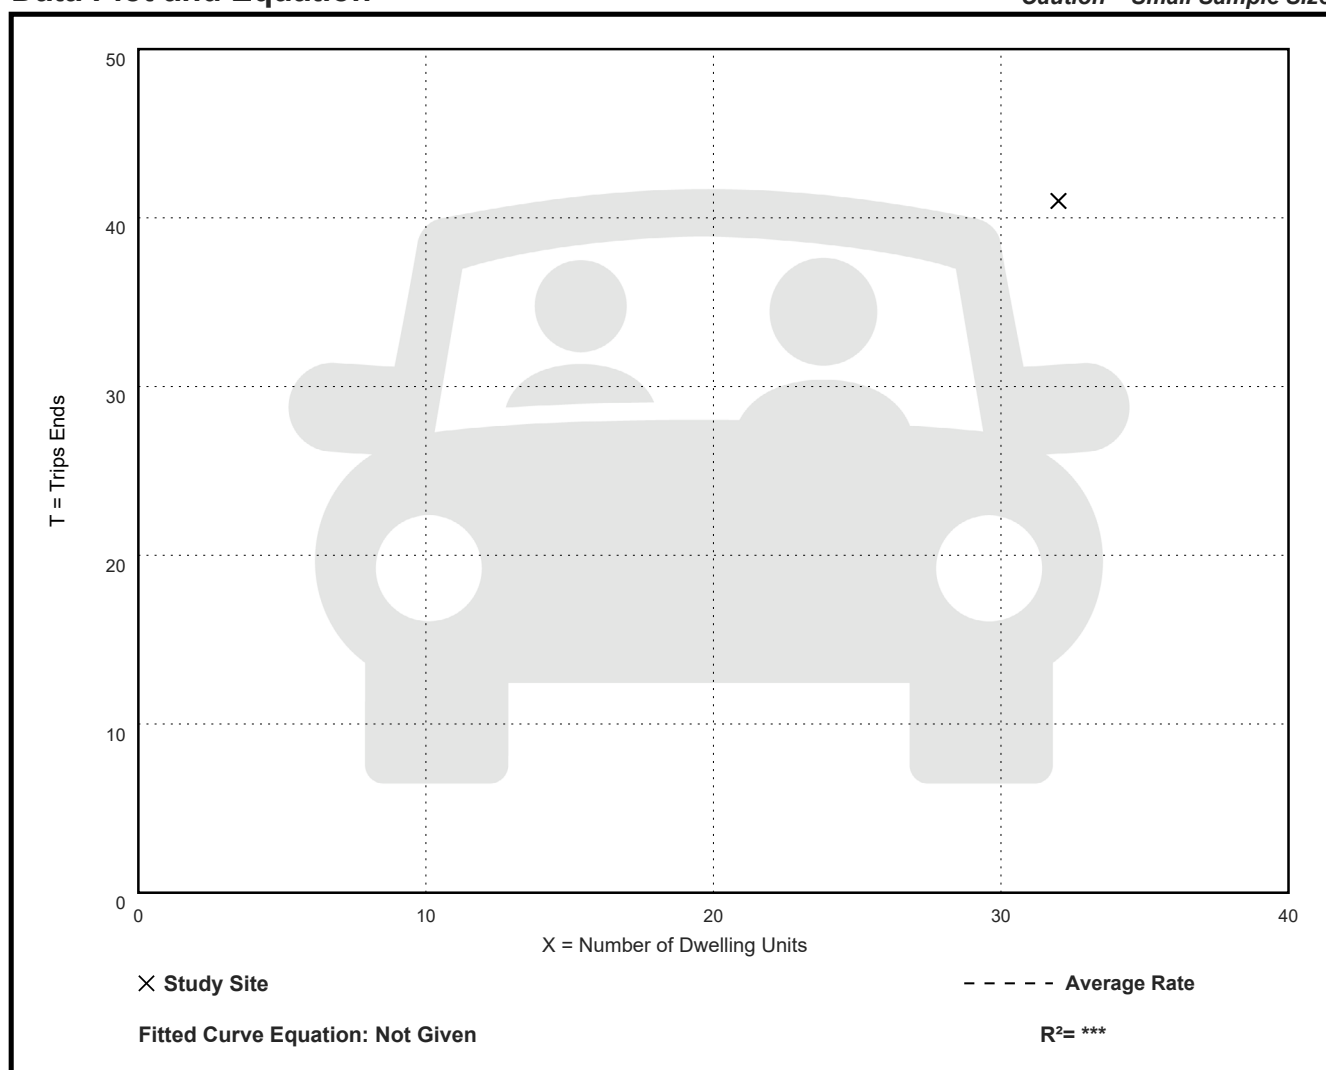 Data Plot and Equation
Caution – Small Sample Size
50
40
30
20
10
0
T = Trips Ends
0 10 20 30 40
X = Number of Dwelling Units
Study Site
Average Rate
Fitted Curve Equation: Not Given
R²= ***